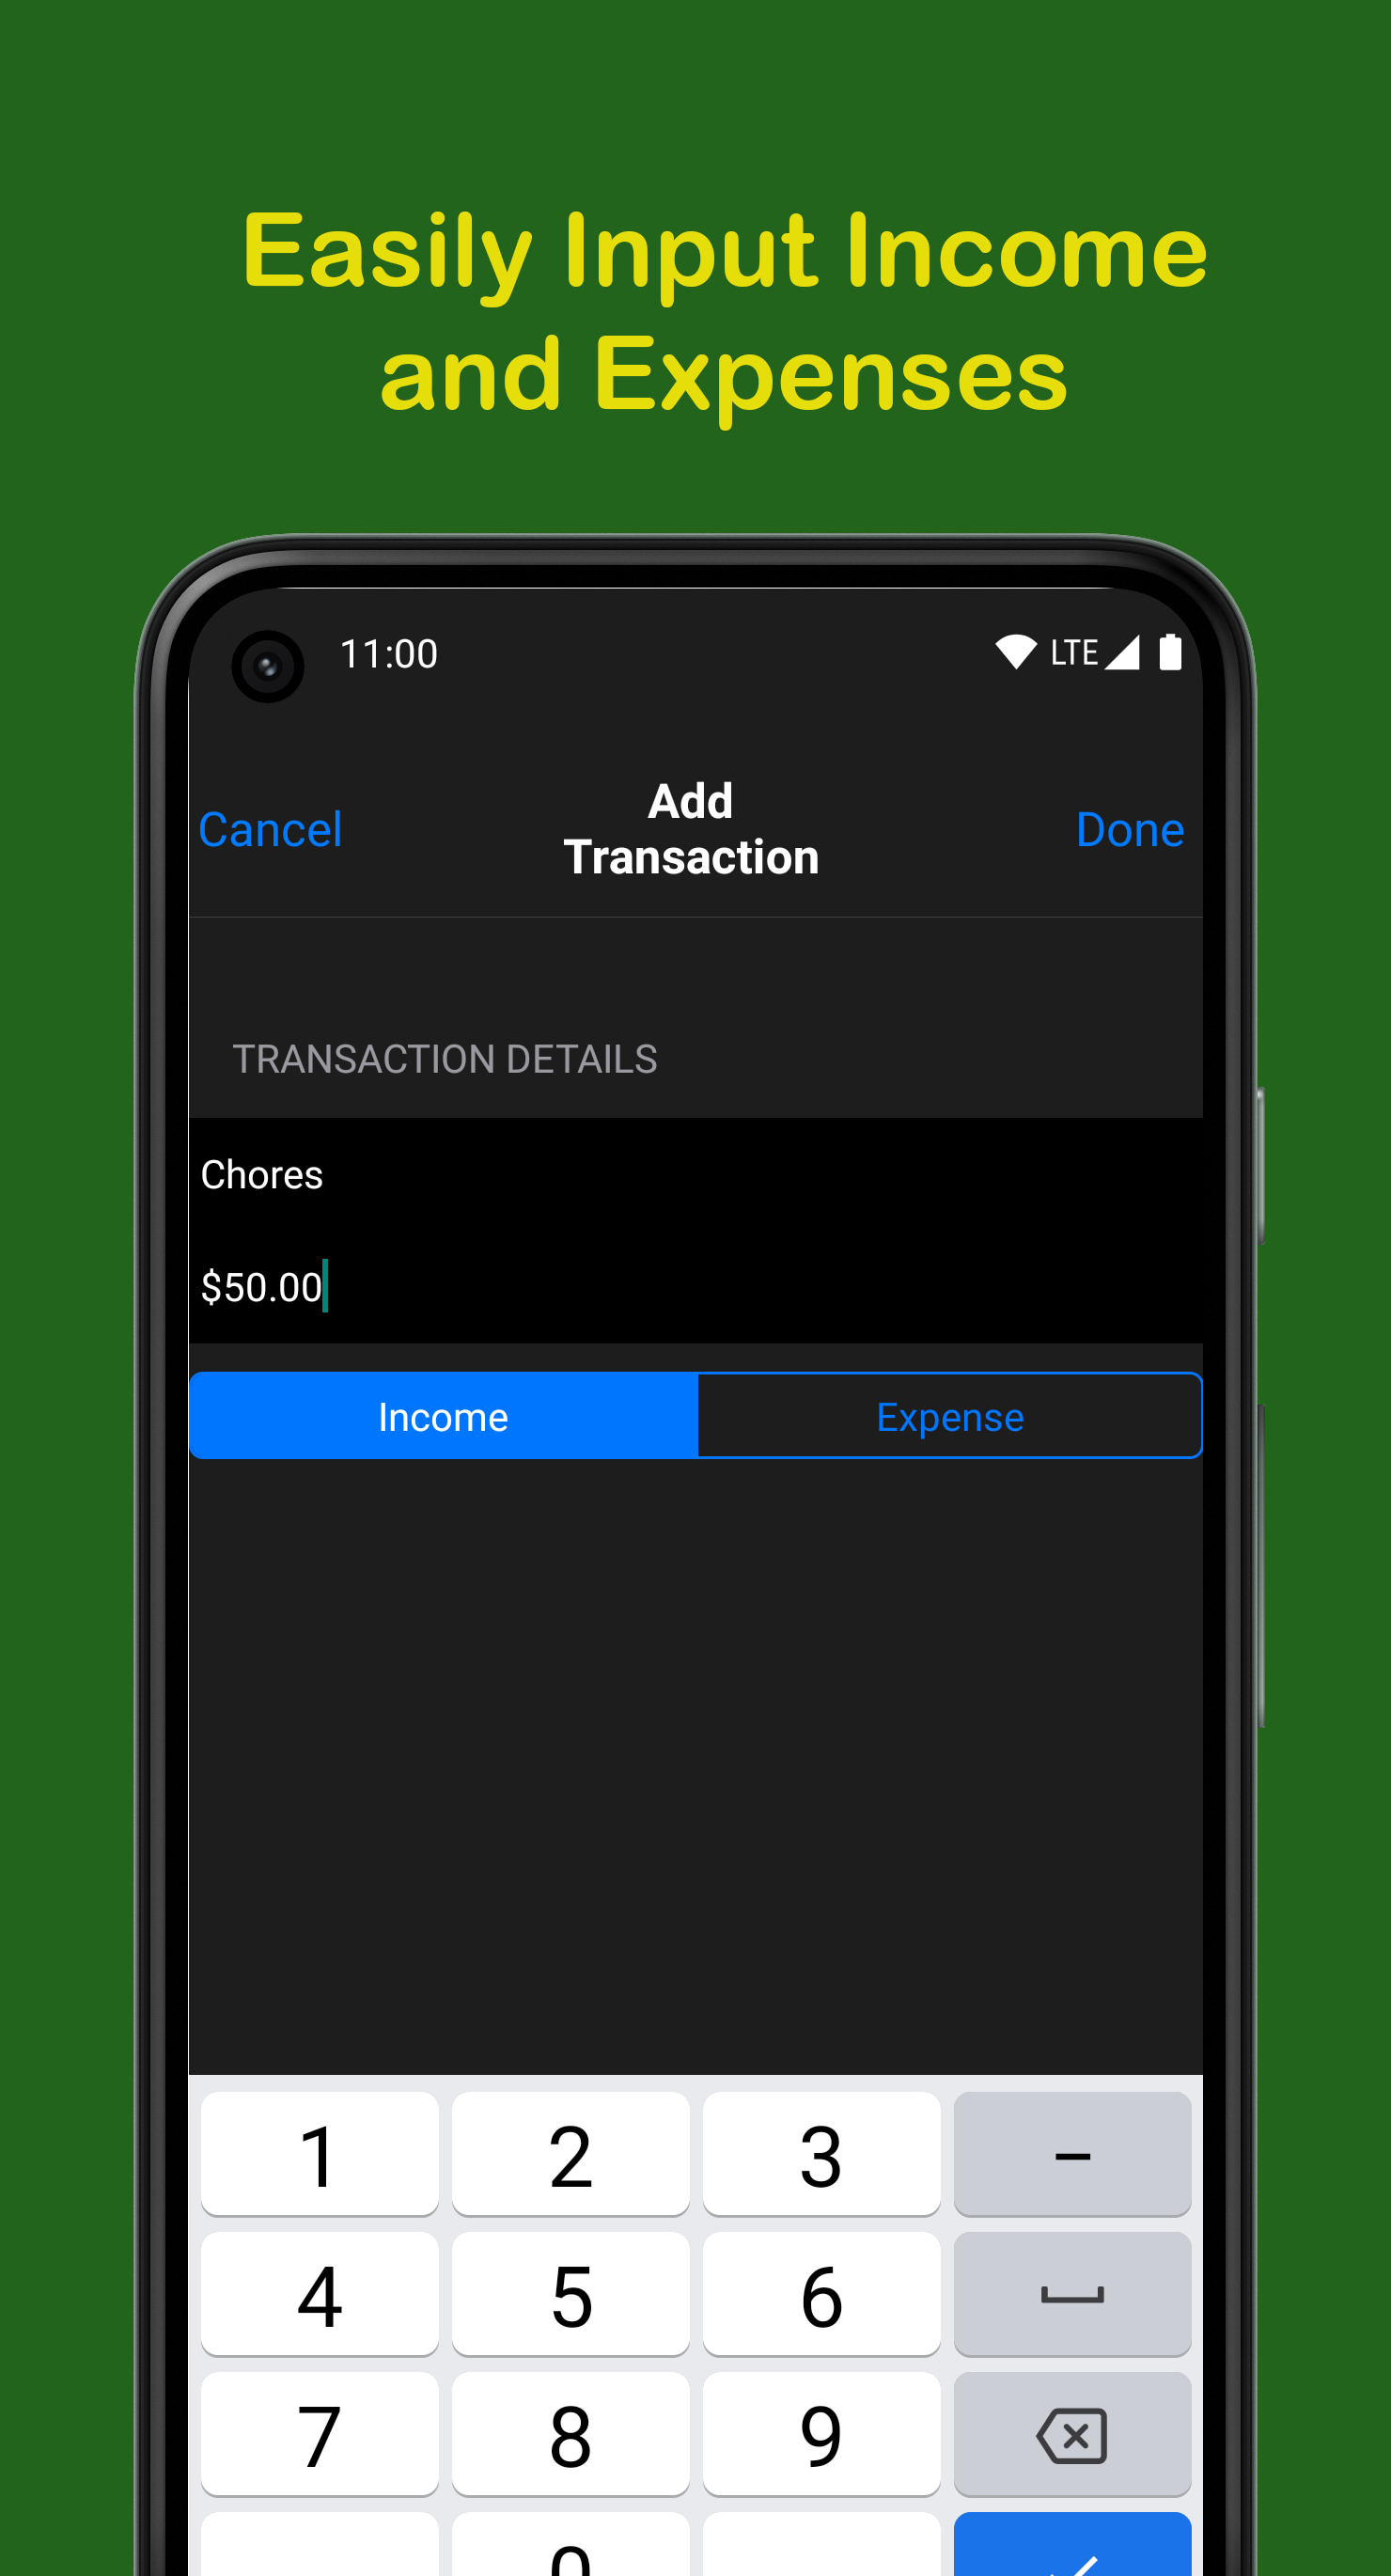 Easily Input Income
and Expenses
11:00 LTE
Cancel
Add
Transaction
Done
TRANSACTION DETAILS
Chores
$50.00
Income Expense
1 2 3 –
4 5 6
7 8 9
0